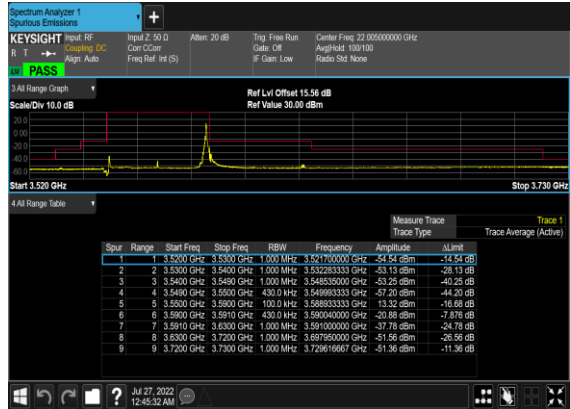 Spectrum Analyzer 1
Spurious Emissions
+
KEYSIGHT Input: RF Input Z: 50 Ω Atten: 20 dB Trig: Free Run Center Freq: 22.005000000 GHz
R T Coupling: DC Corr CCorr Gate: Off Avg|Hold: 100/100
Align: Auto Freq Ref: Int (S) IF Gain: Low Radio Std: None
PASS
3 All Range Graph
Ref Lvl Offset 15.56 dB
Scale/Div 10.0 dB Ref Value 30.00 dBm
20.0
0.00
-20.0
-40.0
-60.0
Start 3.520 GHz Stop 3.730 GHz
4 All Range Table
Measure Trace Trace 1
Trace Type Trace Average (Active)
Spur Range Start Freq Stop Freq RBW Frequency Amplitude ΔLimit
1 1 3.5200 GHz 3.5300 GHz 1.000 MHz 3.521700000 GHz -54.54 dBm -14.54 dB
2 2 3.5300 GHz 3.5400 GHz 1.000 MHz 3.532283333 GHz -53.13 dBm -28.13 dB
3 3 3.5400 GHz 3.5490 GHz 1.000 MHz 3.548535000 GHz -53.25 dBm -40.25 dB
4 4 3.5490 GHz 3.5500 GHz 430.0 kHz 3.549993333 GHz -57.20 dBm -44.20 dB
5 5 3.5500 GHz 3.5900 GHz 100.0 kHz 3.588933333 GHz 13.32 dBm -16.68 dB
6 6 3.5900 GHz 3.5910 GHz 430.0 kHz 3.590040000 GHz -20.88 dBm -7.876 dB
7 7 3.5910 GHz 3.6300 GHz 1.000 MHz 3.591000000 GHz -37.78 dBm -24.78 dB
8 8 3.6300 GHz 3.7200 GHz 1.000 MHz 3.697950000 GHz -51.56 dBm -26.56 dB
9 9 3.7200 GHz 3.7300 GHz 1.000 MHz 3.729616667 GHz -51.36 dBm -11.36 dB
? Jul 27, 2022
12:45:32 AM